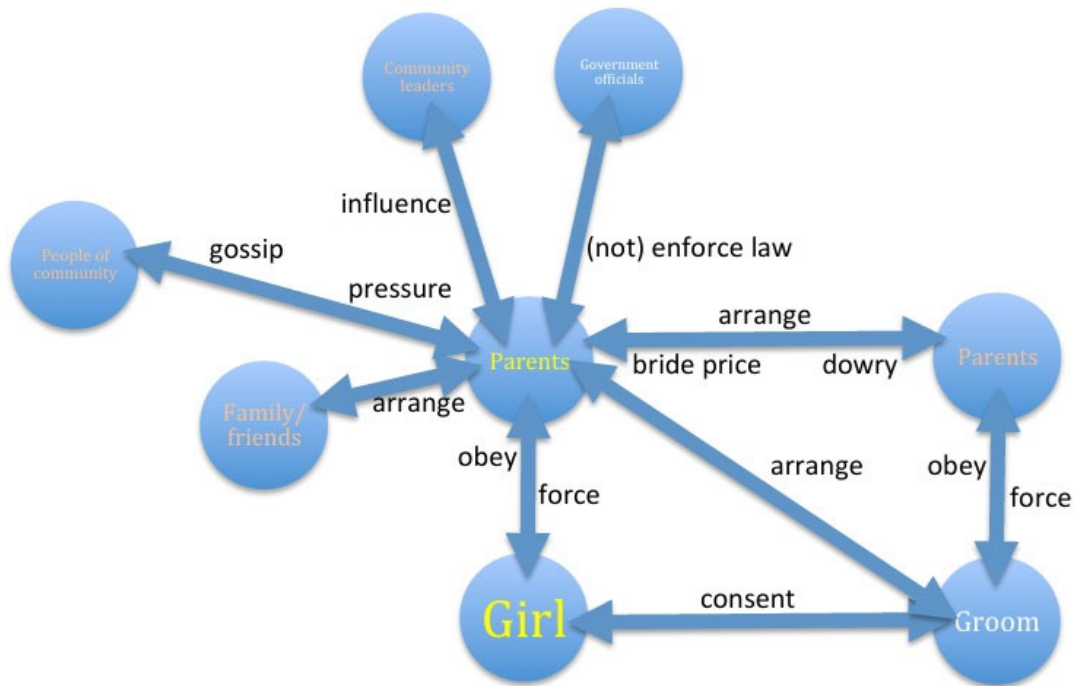 Community
leaders
Government
officials
influence
People of
community
gossip
(not) enforce law
pressure
arrange
Parents
bride price
dowry
Parents
Family/
friends
arrange
obey
force
arrange
obey
force
Girl
consent
Groom